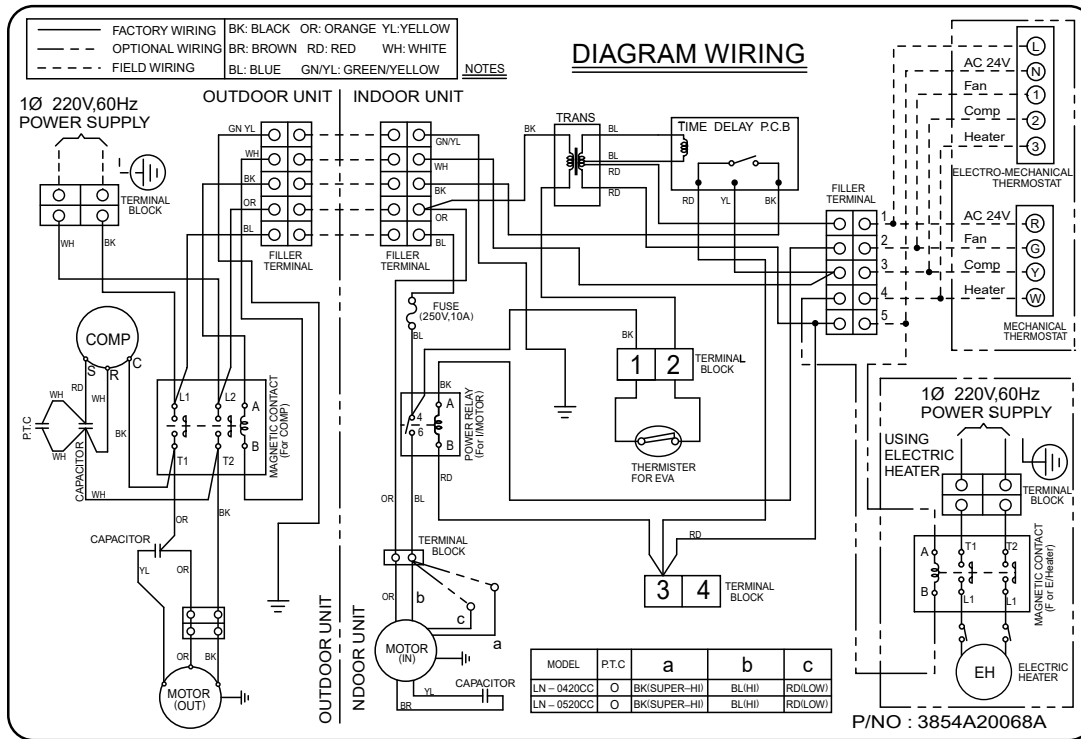 FACTORY WIRING
OPTIONAL WIRING
FIELD WIRING
BK: BLACK OR: ORANGE YL:YELLOW
BR: BROWN RD: RED WH: WHITE
BL: BLUE GN/YL: GREEN/YELLOW
NOTES
DIAGRAM WIRING
1Ø 220V,60Hz
POWER SUPPLY
OUTDOOR UNIT
INDOOR UNIT
TERMINAL
BLOCK
WH
BK
GN YL
WH
BK
OR
BL
FILLER
TERMINAL
GN/YL
WH
BK
OR
BL
FILLER
TERMINAL
BK
TRANS
BL
BL
RD
RD
TIME DELAY P.C.B
RD
YL
BK
FILLER
TERMINAL
1
2
3
4
5
L
N
1
2
3
AC 24V
Fan
Comp
Heater
ELECTRO-MECHANICAL
THERMOSTAT
AC 24V
Fan
Comp
Heater
R
G
Y
W
MECHANICAL
THERMOSTAT
COMP
S
R
C
RD
WH
BK
WH
P.T.C
WH
CAPACITOR
WH
L1
L2
A
B
T1
T2
MAGNETIC CONTACT
(For COMP)
OR
BK
CAPACITOR
YL
OR
OR
BK
MOTOR
(OUT)
OUTDOOR UNIT
NDOOR UNIT
FUSE
(250V,10A)
BL
BK
4
6
A
B
POWER RELAY
(For I/MOTOR)
RD
OR
BL
TERMINAL
BLOCK
OR
b
c
a
MOTOR
(IN)
YL
BR
CAPACITOR
BK
1 2
TERMINAL
BLOCK
THERMISTER
FOR EVA
RD
3 4
TERMINAL
BLOCK
1Ø 220V,60Hz
POWER SUPPLY
USING
ELECTRIC
HEATER
TERMINAL
BLOCK
A
B
T1
T2
L1
L1
MAGNETIC CONTACT
(F or E/Heater)
EH
ELECTRIC
HEATER
MODEL P.T.C a b c
LN – 0420CC O BK(SUPER–HI) BL(HI) RD(LOW)
LN – 0520CC O BK(SUPER–HI) BL(HI) RD(LOW)
P/NO : 3854A20068A